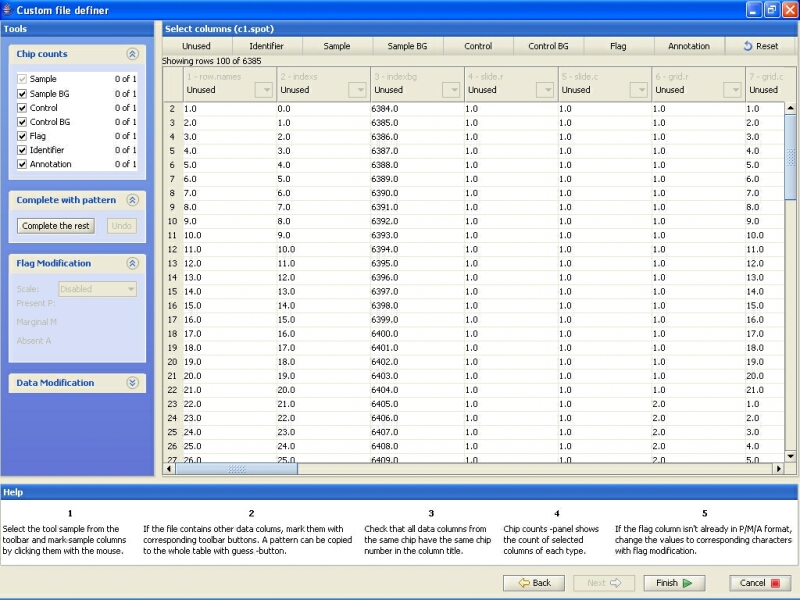 Custom file definer
Tools
Chip counts
Sample 0 of 1
Sample BG 0 of 1
Control 0 of 1
Control BG 0 of 1
Flag 0 of 1
Identifier 0 of 1
Annotation 0 of 1
Complete with pattern
Complete the rest Undo
Flag Modification
Scale: Disabled
Present P:
Marginal M
Absent A
Data Modification
Select columns (c1.spot)
Unused Identifier Sample Sample BG Control Control BG Flag Annotation Reset
Showing rows 100 of 6385
1 - row.names 2 - indexs 3 - indexbg 4 - slide.r 5 - slide.c 6 - grid.r 7 - grid.c
Unused Unused Unused Unused Unused Unused Unused
2 1.0 0.0 6384.0 1.0 1.0 1.0 1.0
3 2.0 1.0 6385.0 1.0 1.0 1.0 2.0
4 3.0 2.0 6386.0 1.0 1.0 1.0 3.0
5 4.0 3.0 6387.0 1.0 1.0 1.0 4.0
6 5.0 4.0 6388.0 1.0 1.0 1.0 5.0
7 6.0 5.0 6389.0 1.0 1.0 1.0 6.0
8 7.0 6.0 6390.0 1.0 1.0 1.0 7.0
9 8.0 7.0 6391.0 1.0 1.0 1.0 8.0
10 9.0 8.0 6392.0 1.0 1.0 1.0 9.0
11 10.0 9.0 6393.0 1.0 1.0 1.0 10.0
12 11.0 10.0 6394.0 1.0 1.0 1.0 11.0
13 12.0 11.0 6395.0 1.0 1.0 1.0 12.0
14 13.0 12.0 6396.0 1.0 1.0 1.0 13.0
15 14.0 13.0 6397.0 1.0 1.0 1.0 14.0
16 15.0 14.0 6398.0 1.0 1.0 1.0 15.0
17 16.0 15.0 6399.0 1.0 1.0 1.0 16.0
18 17.0 16.0 6400.0 1.0 1.0 1.0 17.0
19 18.0 17.0 6401.0 1.0 1.0 1.0 18.0
20 19.0 18.0 6402.0 1.0 1.0 1.0 19.0
21 20.0 19.0 6403.0 1.0 1.0 1.0 20.0
22 21.0 20.0 6404.0 1.0 1.0 1.0 21.0
23 22.0 21.0 6405.0 1.0 1.0 2.0 1.0
24 23.0 22.0 6406.0 1.0 1.0 2.0 2.0
25 24.0 23.0 6407.0 1.0 1.0 2.0 3.0
26 25.0 24.0 6408.0 1.0 1.0 2.0 4.0
27 26.0 25.0 6409.0 1.0 1.0 2.0 5.0
Help
1
Select the tool sample from the
toolbar and mark sample columns
by clicking them with the mouse.
2
If the file contains other data colums, mark them with
corresponding toolbar buttons. A pattern can be copied
to the whole table with guess -button.
3
Check that all data columns from
the same chip have the same chip
number in the column title.
4
Chip counts -panel shows
the count of selected
columns of each type.
5
If the flag column isn't already in P/M/A format,
change the values to corresponding characters
with flag modification.
Back Next Finish Cancel